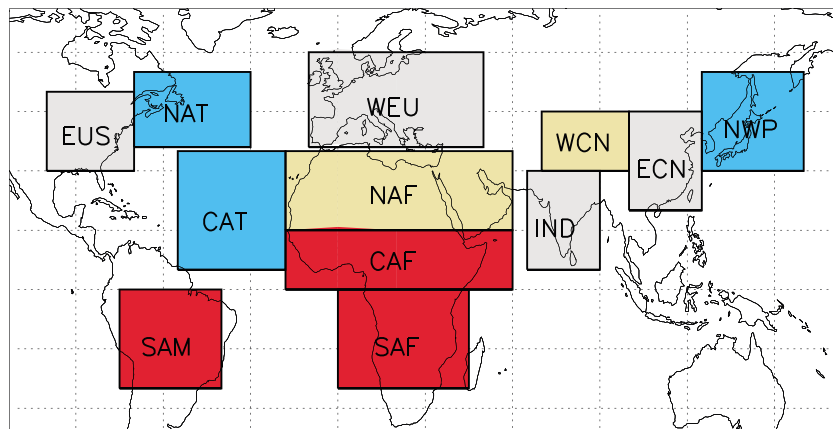 EUS
NAT
WEU
WCN
ECN
NWP
CAT
NAF
IND
CAF
SAM
SAF